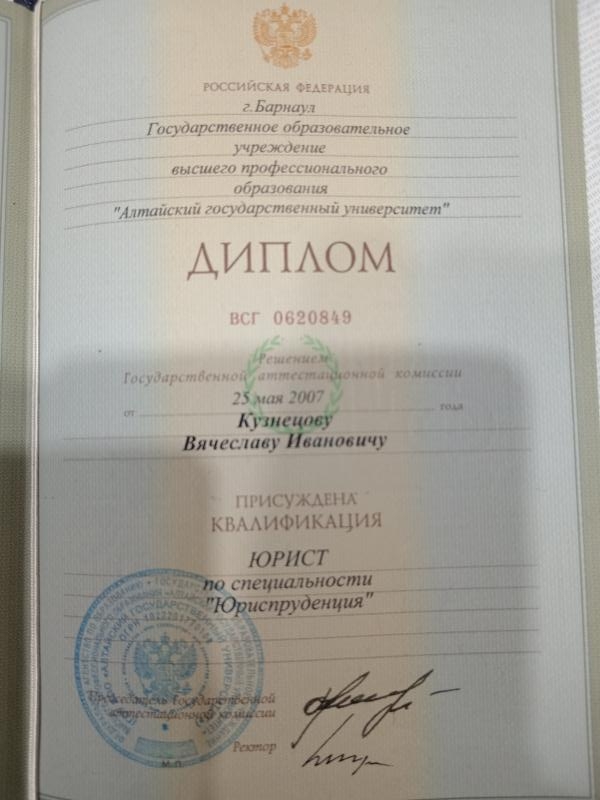 РОССИЙСКАЯ ФЕДЕРАЦИЯ
г.Барнаул
Государственное образовательное
учреждение
высшего профессионального
образования
"Алтайский государственный университет"
ДИПЛОМ
ВСГ 0620849
Решением
Государственной аттестационной комиссии
от 25 мая 2007 года
Кузнецову
Вячеславу Ивановичу
ПРИСУЖДЕНА
КВАЛИФИКАЦИЯ
ЮРИСТ
по специальности
"Юриспруденция"
Председатель Государственной
аттестационной комиссии
Ректор
М.П.